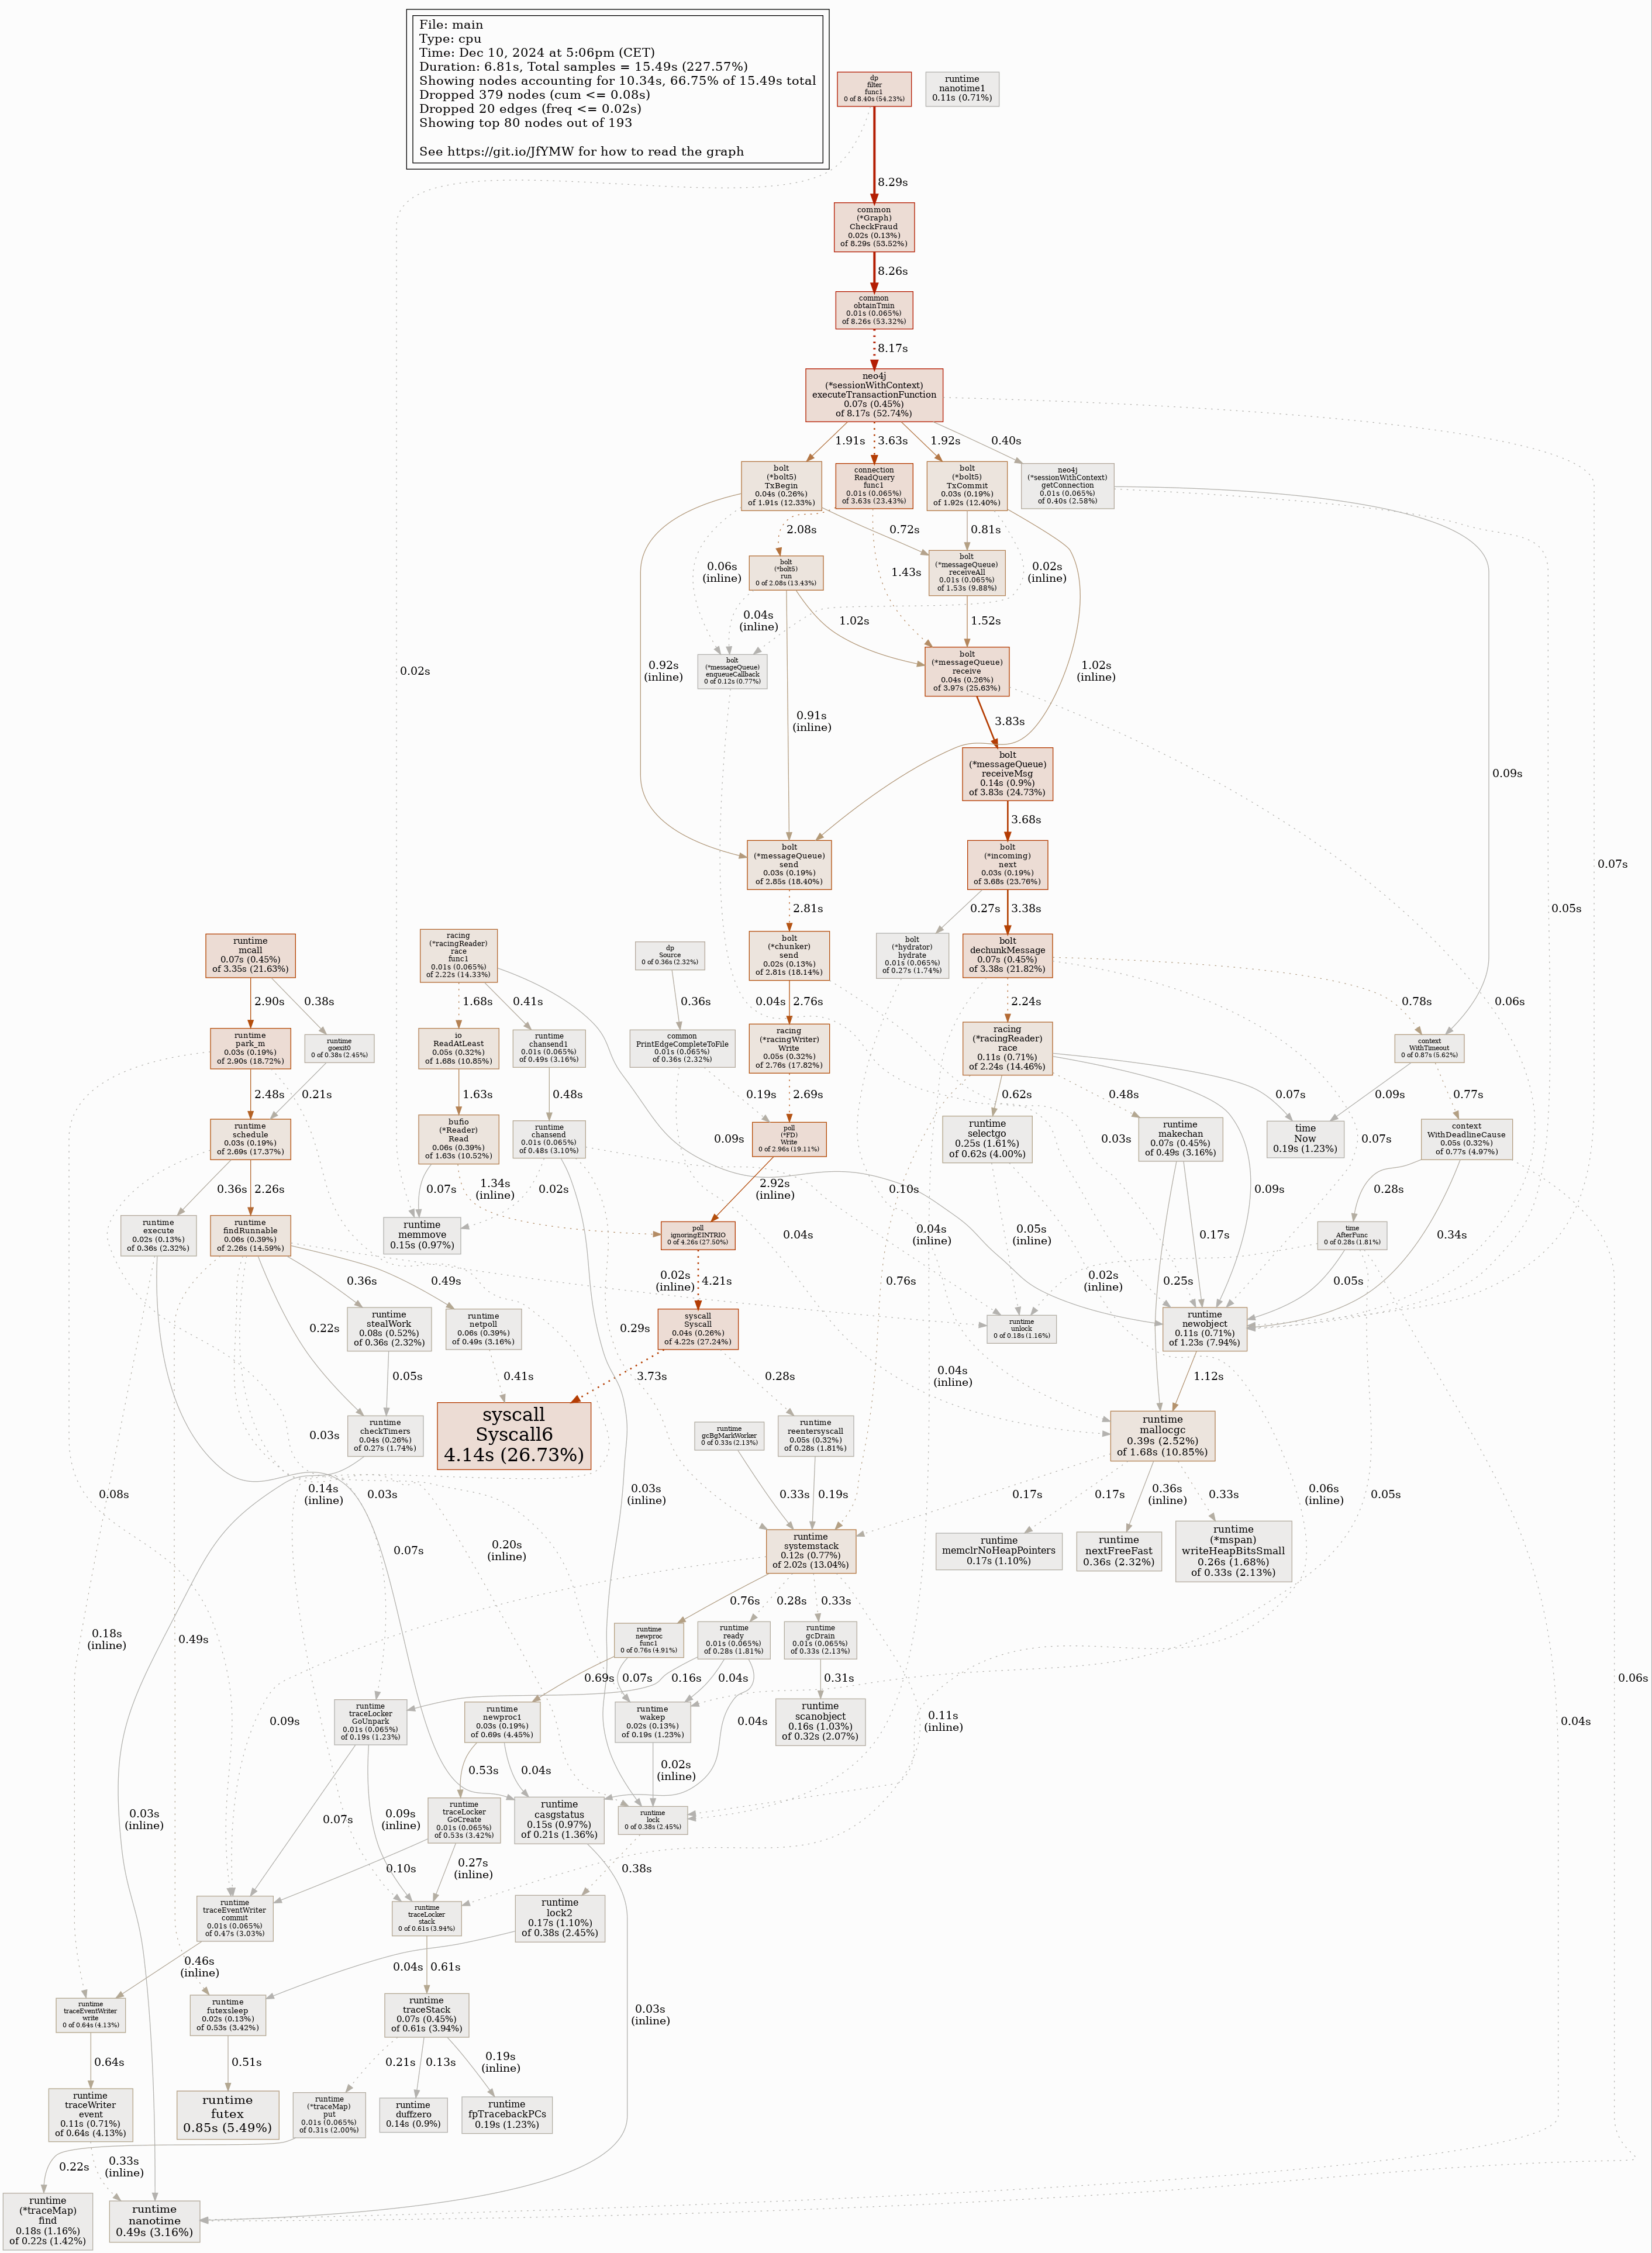 File: main
Type: cpu
Time: Dec 10, 2024 at 5:06pm (CET)
Duration: 6.81s, Total samples = 15.49s (227.57%)
Showing nodes accounting for 10.34s, 66.75% of 15.49s total
Dropped 379 nodes (cum <= 0.08s)
Dropped 20 edges (freq <= 0.02s)
Showing top 80 nodes out of 193
See https://git.io/JfYMW for how to read the graph
dp
filter
func1
0 of 8.40s (54.23%)
runtime
nanotime1
0.11s (0.71%)
8.29s
common
(*Graph)
CheckFraud
0.02s (0.13%)
of 8.29s (53.52%)
8.26s
common
obtainTmin
0.01s (0.065%)
of 8.26s (53.32%)
8.17s
neo4j
(*sessionWithContext)
executeTransactionFunction
0.07s (0.45%)
of 8.17s (52.74%)
1.91s
3.63s
1.92s
0.40s
bolt
(*bolt5)
TxBegin
0.04s (0.26%)
of 1.91s (12.33%)
connection
ReadQuery
func1
0.01s (0.065%)
of 3.63s (23.43%)
bolt
(*bolt5)
TxCommit
0.03s (0.19%)
of 1.92s (12.40%)
neo4j
(*sessionWithContext)
getConnection
0.01s (0.065%)
of 0.40s (2.58%)
2.08s
0.72s
0.81s
0.06s
(inline)
bolt
(*bolt5)
run
0 of 2.08s (13.43%)
1.43s
bolt
(*messageQueue)
receiveAll
0.01s (0.065%)
of 1.53s (9.88%)
0.02s
(inline)
0.04s
(inline)
1.02s
1.52s
0.02s
0.92s
(inline)
bolt
(*messageQueue)
enqueueCallback
0 of 0.12s (0.77%)
bolt
(*messageQueue)
receive
0.04s (0.26%)
of 3.97s (25.63%)
1.02s
(inline)
0.91s
(inline)
3.83s
bolt
(*messageQueue)
receiveMsg
0.14s (0.9%)
of 3.83s (24.73%)
0.09s
3.68s
bolt
(*messageQueue)
send
0.03s (0.19%)
of 2.85s (18.40%)
bolt
(*incoming)
next
0.03s (0.19%)
of 3.68s (23.76%)
0.07s
2.81s
0.27s
3.38s
0.05s
runtime
mcall
0.07s (0.45%)
of 3.35s (21.63%)
racing
(*racingReader)
race
func1
0.01s (0.065%)
of 2.22s (14.33%)
dp
Source
0 of 0.36s (2.32%)
bolt
(*chunker)
send
0.02s (0.13%)
of 2.81s (18.14%)
bolt
(*hydrator)
hydrate
0.01s (0.065%)
of 0.27s (1.74%)
bolt
dechunkMessage
0.07s (0.45%)
of 3.38s (21.82%)
2.90s
0.38s
1.68s
0.41s
0.36s
0.04s
2.76s
2.24s
0.78s
0.06s
runtime
park_m
0.03s (0.19%)
of 2.90s (18.72%)
runtime
goexit0
0 of 0.38s (2.45%)
io
ReadAtLeast
0.05s (0.32%)
of 1.68s (10.85%)
runtime
chansend1
0.01s (0.065%)
of 0.49s (3.16%)
common
PrintEdgeCompleteToFile
0.01s (0.065%)
of 0.36s (2.32%)
racing
(*racingWriter)
Write
0.05s (0.32%)
of 2.76s (17.82%)
racing
(*racingReader)
race
0.11s (0.71%)
of 2.24s (14.46%)
context
WithTimeout
0 of 0.87s (5.62%)
2.48s
0.21s
1.63s
0.48s
0.19s
2.69s
0.62s
0.48s
0.07s
0.09s
0.77s
runtime
schedule
0.03s (0.19%)
of 2.69s (17.37%)
bufio
(*Reader)
Read
0.06s (0.39%)
of 1.63s (10.52%)
runtime
chansend
0.01s (0.065%)
of 0.48s (3.10%)
0.09s
poll
(*FD)
Write
0 of 2.96s (19.11%)
runtime
selectgo
0.25s (1.61%)
of 0.62s (4.00%)
0.03s
runtime
makechan
0.07s (0.45%)
of 0.49s (3.16%)
time
Now
0.19s (1.23%)
0.07s
context
WithDeadlineCause
0.05s (0.32%)
of 0.77s (4.97%)
0.36s
2.26s
0.07s
1.34s
(inline)
0.02s
2.92s
(inline)
0.10s
0.09s
0.28s
runtime
execute
0.02s (0.13%)
of 0.36s (2.32%)
runtime
findRunnable
0.06s (0.39%)
of 2.26s (14.59%)
runtime
memmove
0.15s (0.97%)
poll
ignoringEINTRIO
0 of 4.26s (27.50%)
0.04s
0.04s
(inline)
0.05s
(inline)
0.17s
time
AfterFunc
0 of 0.28s (1.81%)
0.34s
0.36s
0.49s
0.02s
(inline)
4.21s
0.76s
0.02s
(inline)
0.25s
0.05s
0.22s
runtime
stealWork
0.08s (0.52%)
of 0.36s (2.32%)
runtime
netpoll
0.06s (0.39%)
of 0.49s (3.16%)
0.29s
syscall
Syscall
0.04s (0.26%)
of 4.22s (27.24%)
runtime
unlock
0 of 0.18s (1.16%)
runtime
newobject
0.11s (0.71%)
of 1.23s (7.94%)
0.05s
0.41s
3.73s
0.28s
0.04s
(inline)
1.12s
0.03s
runtime
checkTimers
0.04s (0.26%)
of 0.27s (1.74%)
syscall
Syscall6
4.14s (26.73%)
runtime
gcBgMarkWorker
0 of 0.33s (2.13%)
runtime
reentersyscall
0.05s (0.32%)
of 0.28s (1.81%)
runtime
mallocgc
0.39s (2.52%)
of 1.68s (10.85%)
0.08s
0.14s
(inline)
0.03s
0.03s
(inline)
0.33s
0.19s
0.17s
0.17s
0.36s
(inline)
0.33s
0.06s
(inline)
0.05s
0.07s
0.20s
(inline)
runtime
systemstack
0.12s (0.77%)
of 2.02s (13.04%)
runtime
memclrNoHeapPointers
0.17s (1.10%)
runtime
nextFreeFast
0.36s (2.32%)
runtime
(*mspan)
writeHeapBitsSmall
0.26s (1.68%)
of 0.33s (2.13%)
0.76s
0.28s
0.33s
0.18s
(inline)
0.49s
runtime
newproc
func1
0 of 0.76s (4.91%)
runtime
ready
0.01s (0.065%)
of 0.28s (1.81%)
runtime
gcDrain
0.01s (0.065%)
of 0.33s (2.13%)
0.69s
0.07s
0.16s
0.04s
0.31s
0.06s
runtime
traceLocker
GoUnpark
0.01s (0.065%)
of 0.19s (1.23%)
0.09s
runtime
newproc1
0.03s (0.19%)
of 0.69s (4.45%)
runtime
wakep
0.02s (0.13%)
of 0.19s (1.23%)
0.04s
runtime
scanobject
0.16s (1.03%)
of 0.32s (2.07%)
0.11s
(inline)
0.04s
0.53s
0.04s
0.02s
(inline)
0.03s
(inline)
0.07s
0.09s
(inline)
runtime
traceLocker
GoCreate
0.01s (0.065%)
of 0.53s (3.42%)
runtime
casgstatus
0.15s (0.97%)
of 0.21s (1.36%)
runtime
lock
0 of 0.38s (2.45%)
0.10s
0.27s
(inline)
0.38s
runtime
traceEventWriter
commit
0.01s (0.065%)
of 0.47s (3.03%)
runtime
traceLocker
stack
0 of 0.61s (3.94%)
runtime
lock2
0.17s (1.10%)
of 0.38s (2.45%)
0.46s
(inline)
0.04s
0.61s
runtime
traceEventWriter
write
0 of 0.64s (4.13%)
runtime
futexsleep
0.02s (0.13%)
of 0.53s (3.42%)
runtime
traceStack
0.07s (0.45%)
of 0.61s (3.94%)
0.03s
(inline)
0.64s
0.51s
0.21s
0.13s
0.19s
(inline)
runtime
traceWriter
event
0.11s (0.71%)
of 0.64s (4.13%)
runtime
futex
0.85s (5.49%)
runtime
(*traceMap)
put
0.01s (0.065%)
of 0.31s (2.00%)
runtime
duffzero
0.14s (0.9%)
runtime
fpTracebackPCs
0.19s (1.23%)
0.22s
0.33s
(inline)
runtime
(*traceMap)
find
0.18s (1.16%)
of 0.22s (1.42%)
runtime
nanotime
0.49s (3.16%)